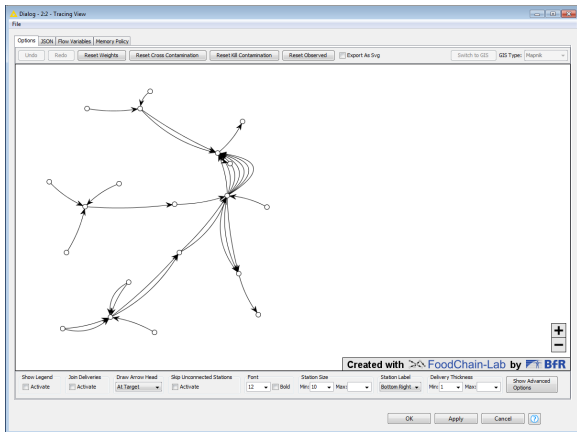 Dialog - 2:2 - Tracing View
File
Options JSON Flow Variables Memory Policy
Undo Redo Reset Weights Reset Cross Contamination Reset Kill Contamination Reset Observed Export As Svg Switch to GIS GIS Type: Mapnik
+
−
Created with FoodChain-Lab by BfR
Show Legend Join Deliveries Draw Arrow Head Skip Unconnected Stations Font Station Size Station Label Delivery Thickness
Activate Activate At Target Activate 12 Bold Min: 10 Max: Bottom Right Min: 1 Max: Show Advanced Options
OK Apply Cancel ?